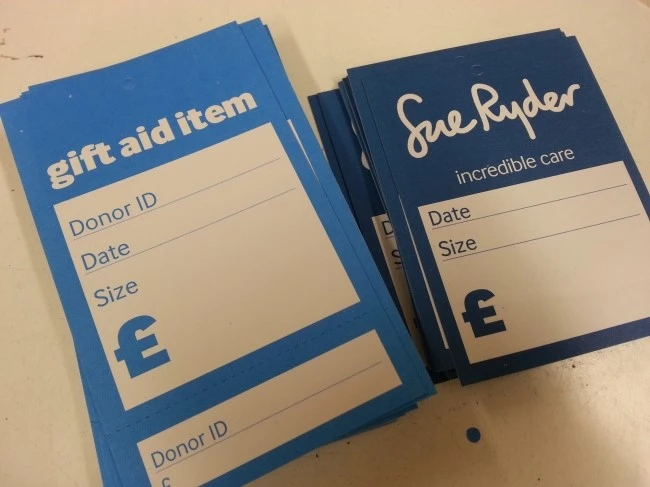 gift aid item
Donor ID
Date
Size
£
Donor ID
£
Sue Ryder
incredible care
Date
Size
£